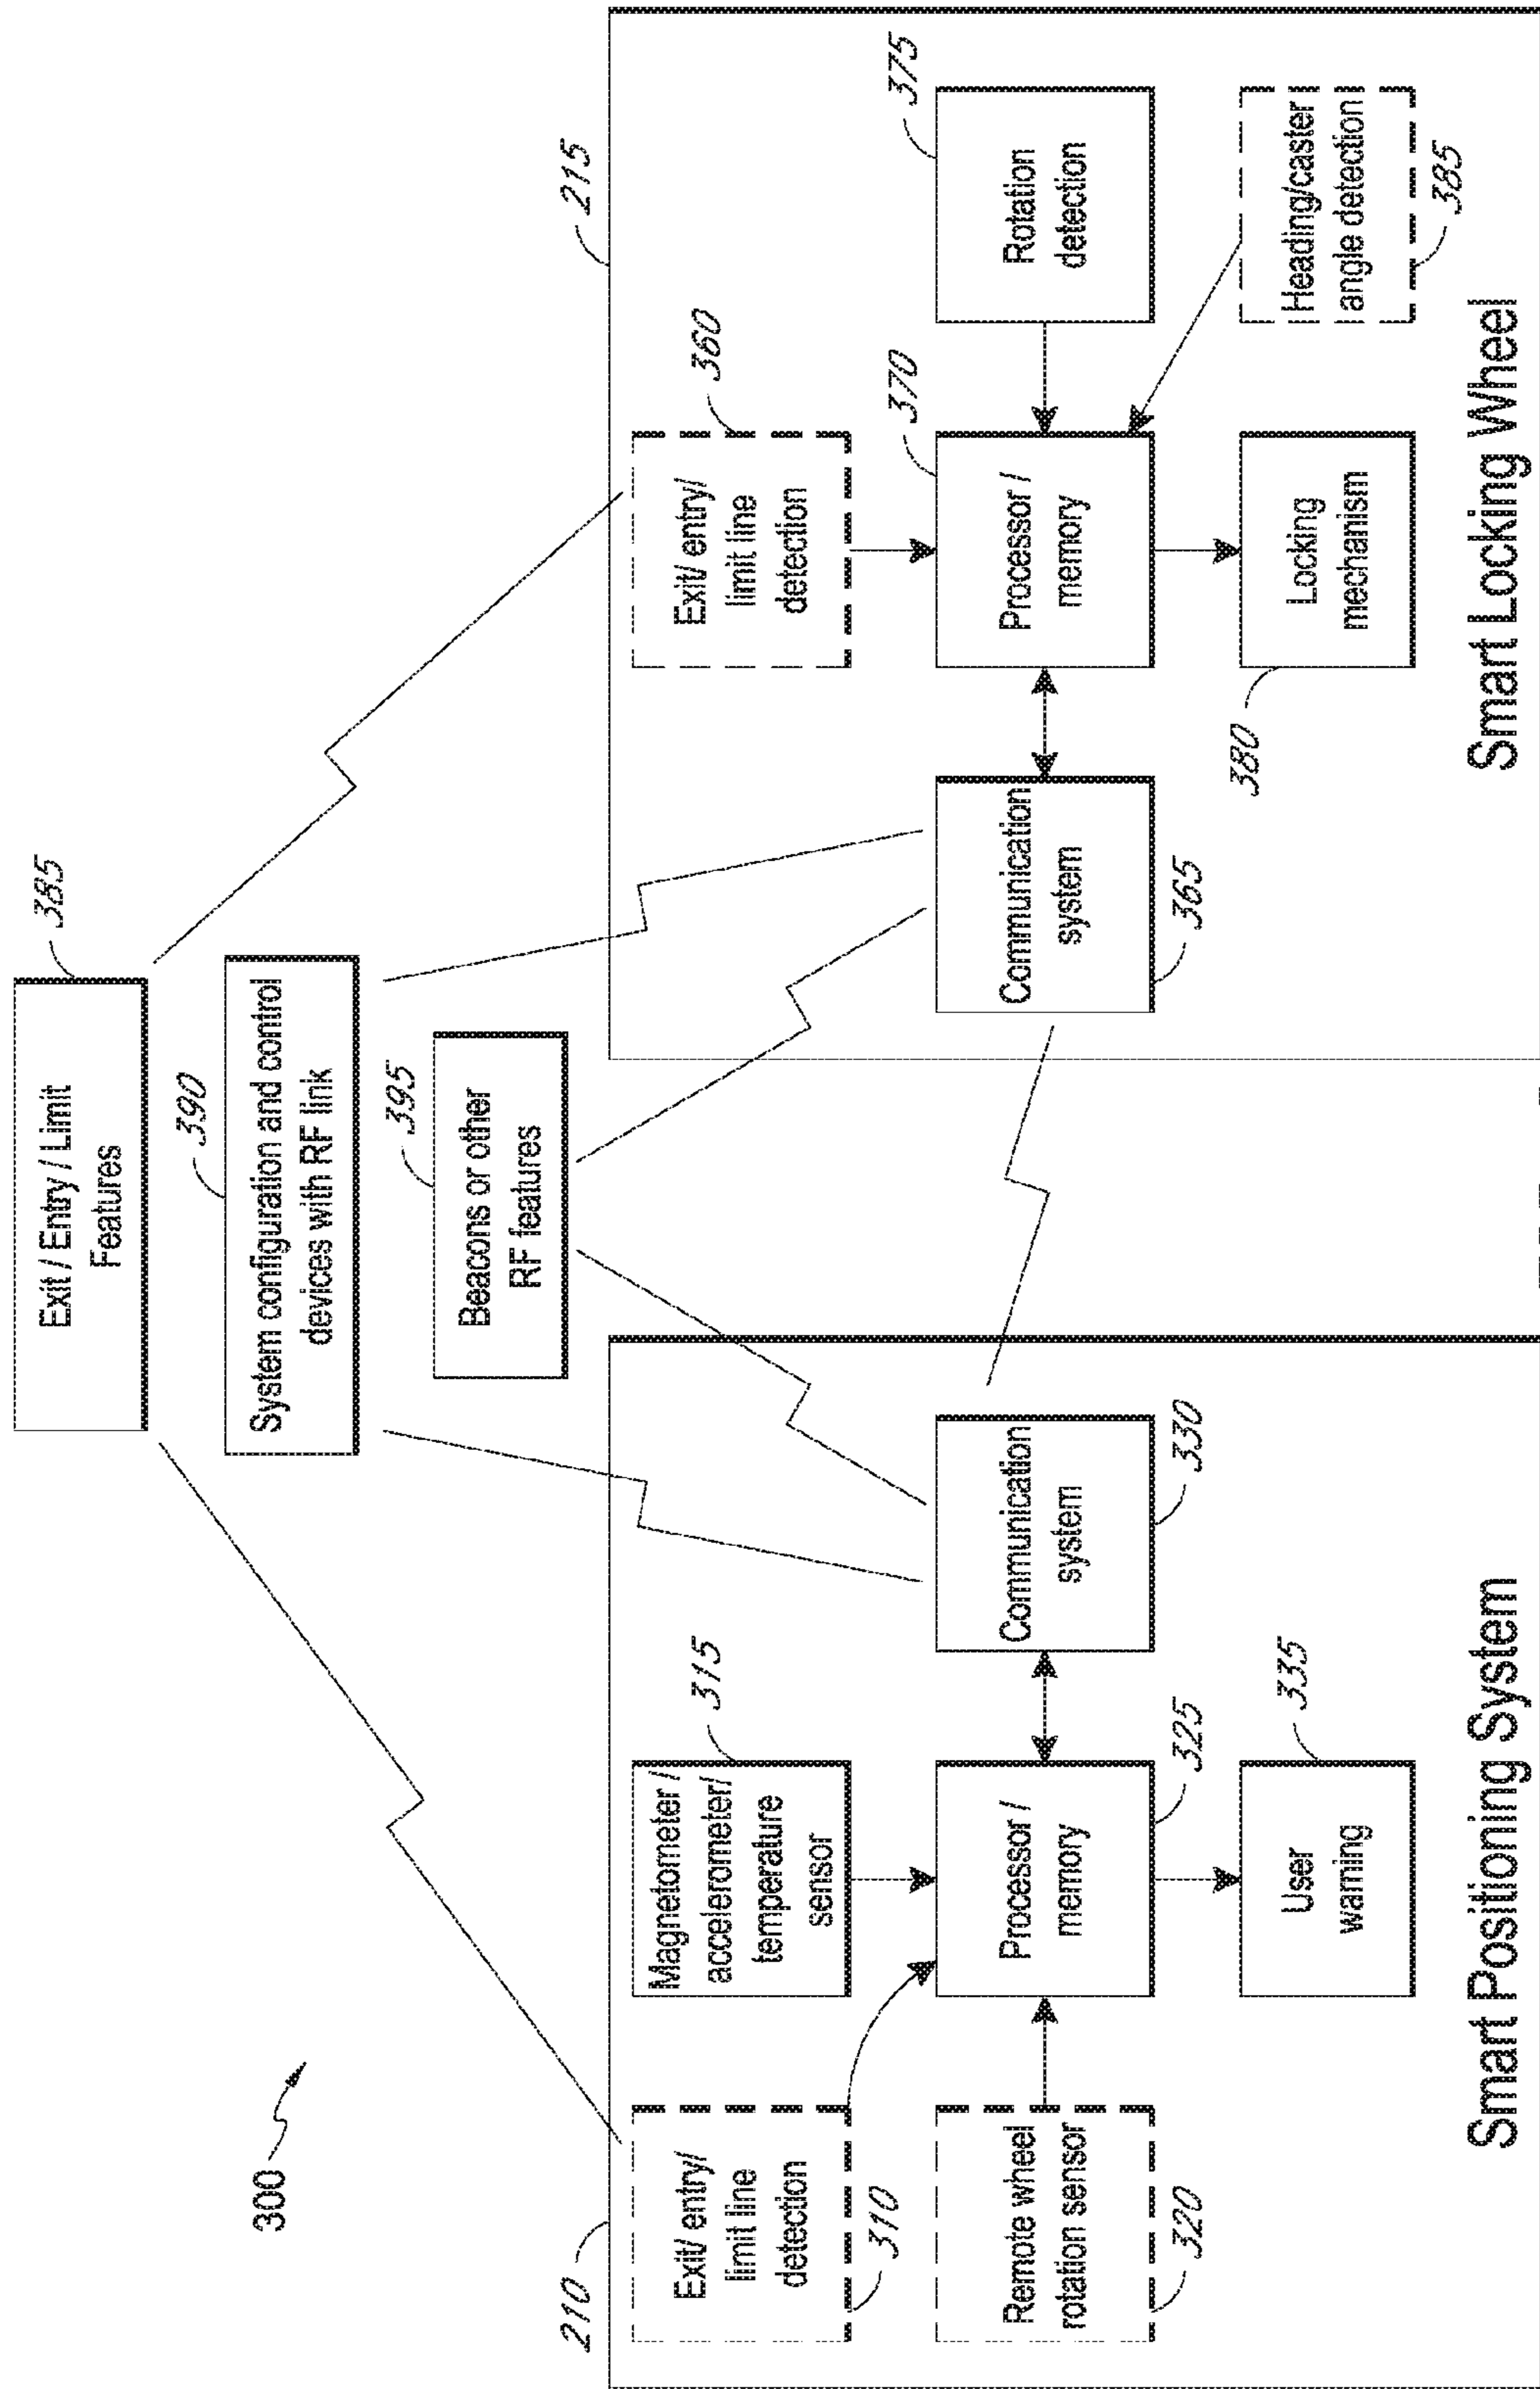 300
Exit / Entry / Limit
Features
385
390
System configuration and control
devices with RF link
395
Beacons or other
RF features
210
Exit/ entry/
limit line
detection
310
Magnetometer /
accelerometer/
temperature
sensor
315
Remote wheel
rotation sensor
320
Processor /
memory
325
Communication
system
330
User
warning
335
Smart Positioning System
215
Exit/ entry/
limit line
detection
360
Communication
system
365
Processor /
memory
370
Rotation
detection
375
Locking
mechanism
380
Heading/caster
angle detection
385
Smart Locking Wheel